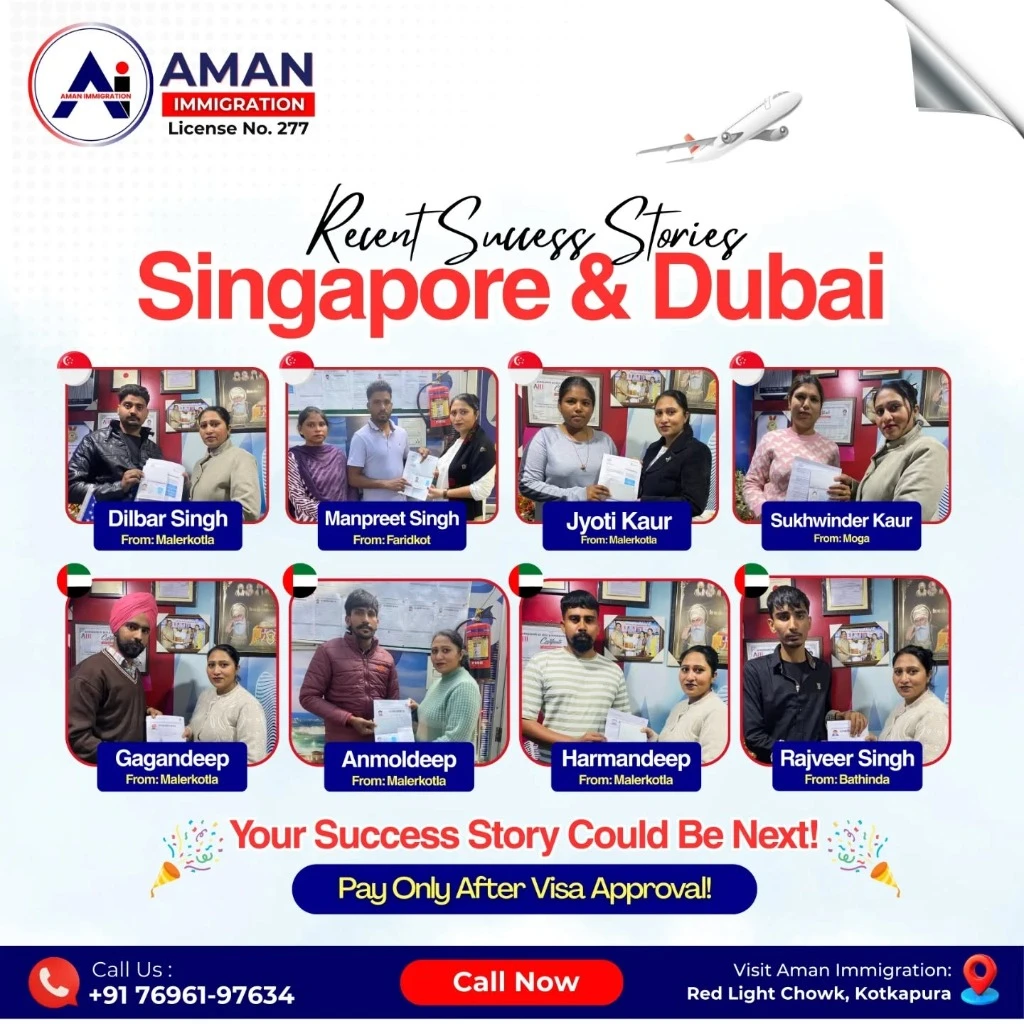 AMAN IMMIGRATION
AMAN
IMMIGRATION
License No. 277
Recent Success Stories
Singapore & Dubai
Dilbar Singh
From: Malerkotla
Manpreet Singh
From: Faridkot
Jyoti Kaur
From: Malerkotla
Sukhwinder Kaur
From: Moga
Gagandeep
From: Malerkotla
Anmoldeep
From: Malerkotla
Harmandeep
From: Malerkotla
Rajveer Singh
From: Bathinda
Your Success Story Could Be Next!
Pay Only After Visa Approval!
Call Us :
+91 76961-97634
Call Now
Visit Aman Immigration:
Red Light Chowk, Kotkapura